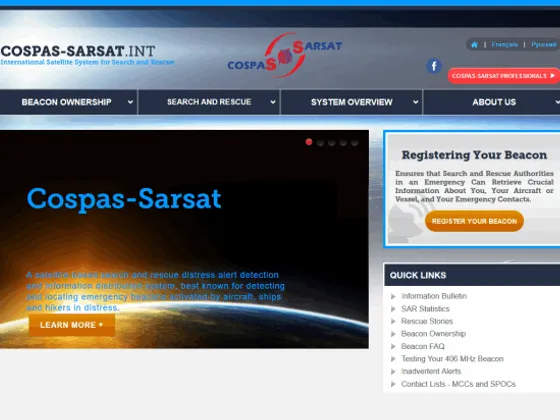 COSPAS-SARSAT.INT
International Satellite System for Search and Rescue
COSPAS SARSAT
Français | Русский
COSPAS-SARSAT PROFESSIONALS
BEACON OWNERSHIP
SEARCH AND RESCUE
SYSTEM OVERVIEW
ABOUT US
Cospas-Sarsat
A satellite based search and rescue distress alert detection
and information distribution system, best known for detecting
and locating emergency beacons activated by aircraft, ships
and hikers in distress.
LEARN MORE +
Registering Your Beacon
Ensures that Search and Rescue Authorities
in an Emergency Can Retrieve Crucial
Information About You, Your Aircraft or
Vessel, and Your Emergency Contacts.
REGISTER YOUR BEACON
QUICK LINKS
Information Bulletin
SAR Statistics
Rescue Stories
Beacon Ownership
Beacon FAQ
Testing Your 406 MHz Beacon
Inadvertent Alerts
Contact Lists - MCCs and SPOCs